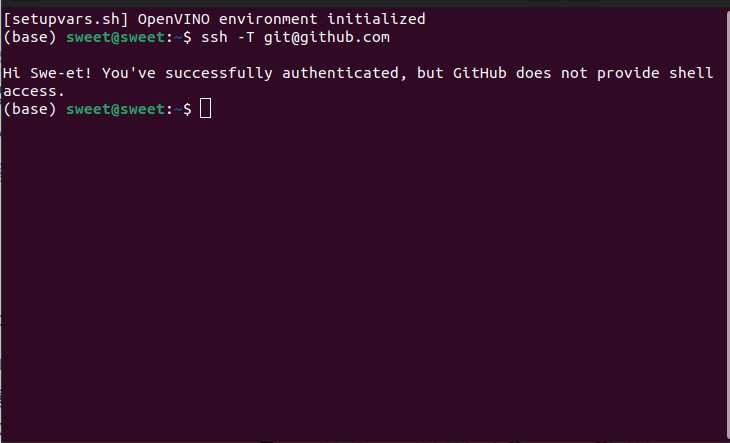 [setupvars.sh] OpenVINO environment initialized
(base) sweet@sweet:~$ ssh -T git@github.com
Hi Swe-et! You've successfully authenticated, but GitHub does not provide shell
access.
(base) sweet@sweet:~$